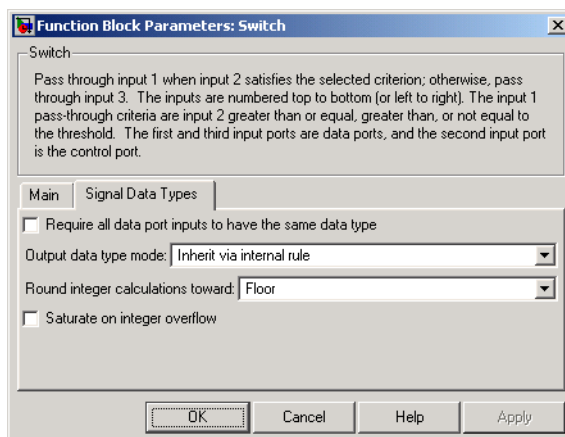 Function Block Parameters: Switch
Switch
Pass through input 1 when input 2 satisfies the selected criterion; otherwise, pass
through input 3.  The inputs are numbered top to bottom (or left to right). The input 1
pass-through criteria are input 2 greater than or equal, greater than, or not equal to
the threshold.  The first and third input ports are data ports, and the second input port
is the control port.
Main Signal Data Types
Require all data port inputs to have the same data type
Output data type mode: Inherit via internal rule
Round integer calculations toward: Floor
Saturate on integer overflow
OK Cancel Help Apply